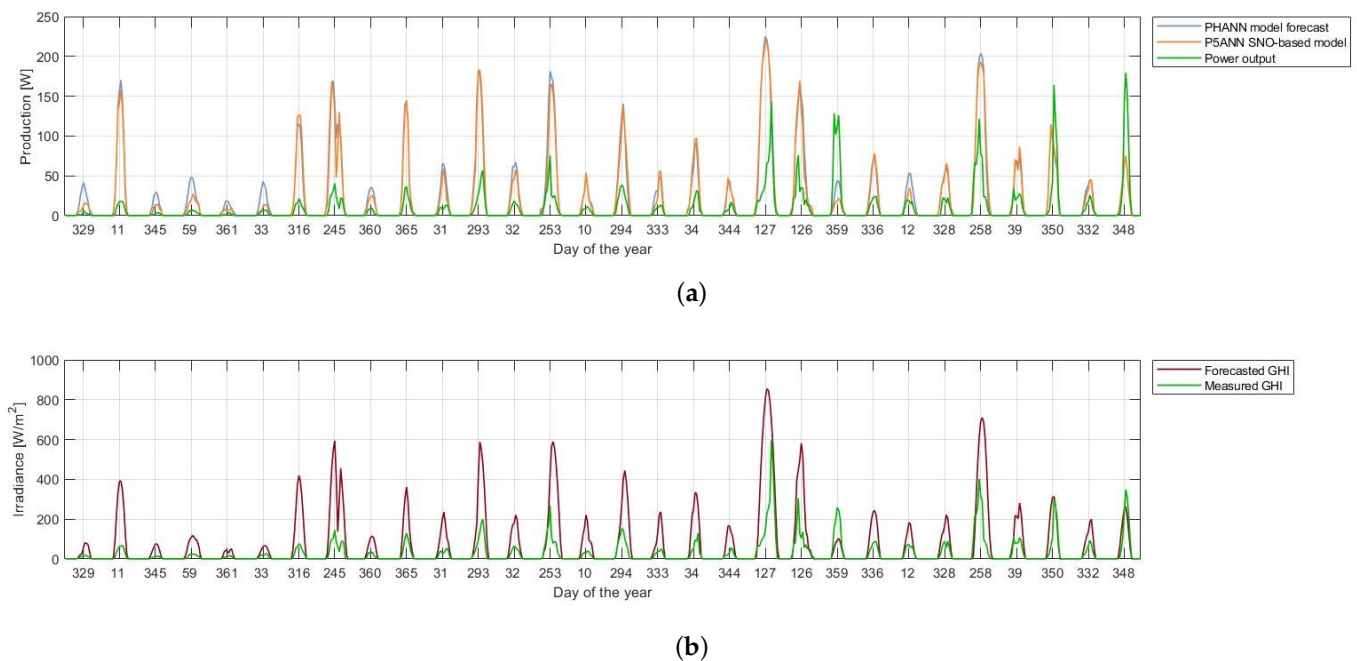 250
200
150
100
50
0
Production [W]
329 11 345 59 361 33 316 245 360 365 31 293 32 253 10 294 333 34 344 127 126 359 336 12 328 258 39 350 332 348
Day of the year
PHANN model forecast
P5ANN SNO-based model
Power output
(a)
1000
800
600
400
200
0
Irradiance [W/m²]
329 11 345 59 361 33 316 245 360 365 31 293 32 253 10 294 333 34 344 127 126 359 336 12 328 258 39 350 332 348
Day of the year
Forecasted GHI
Measured GHI
(b)